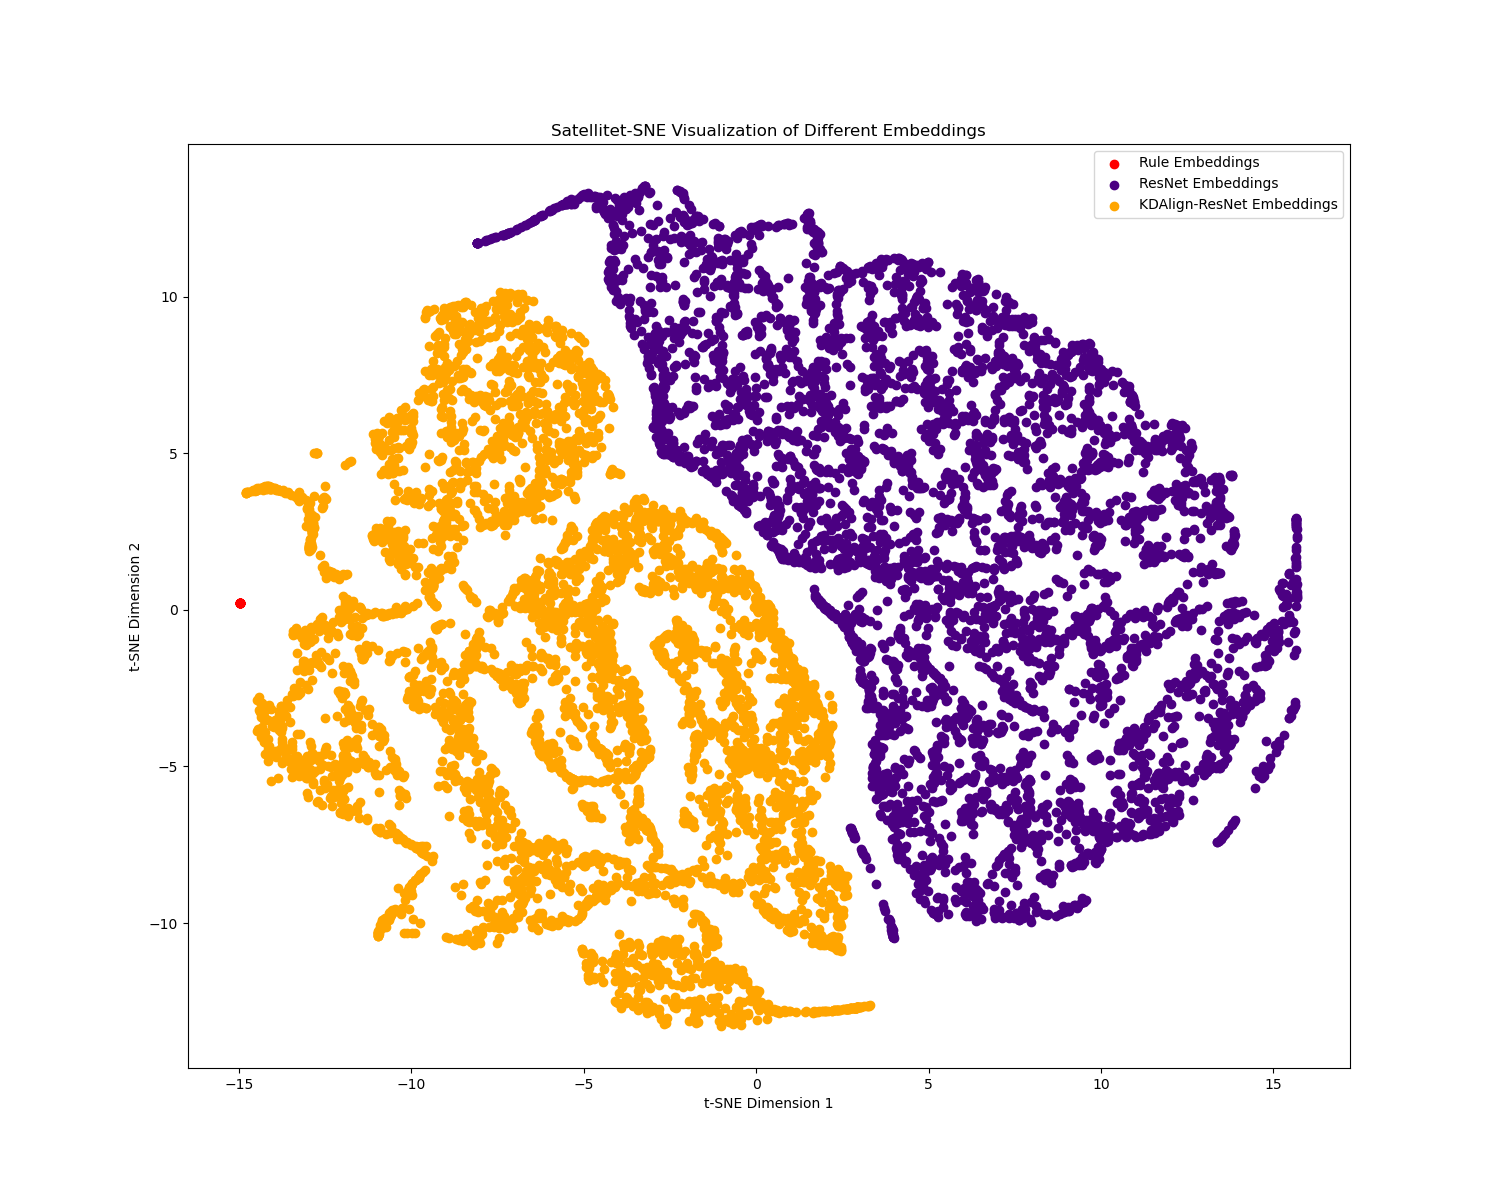 Satellitet-SNE Visualization of Different Embeddings
Rule Embeddings
ResNet Embeddings
KDAlign-ResNet Embeddings
10
5
0
−5
−10
t-SNE Dimension 2
−15
−10
−5
0
5
10
15
t-SNE Dimension 1